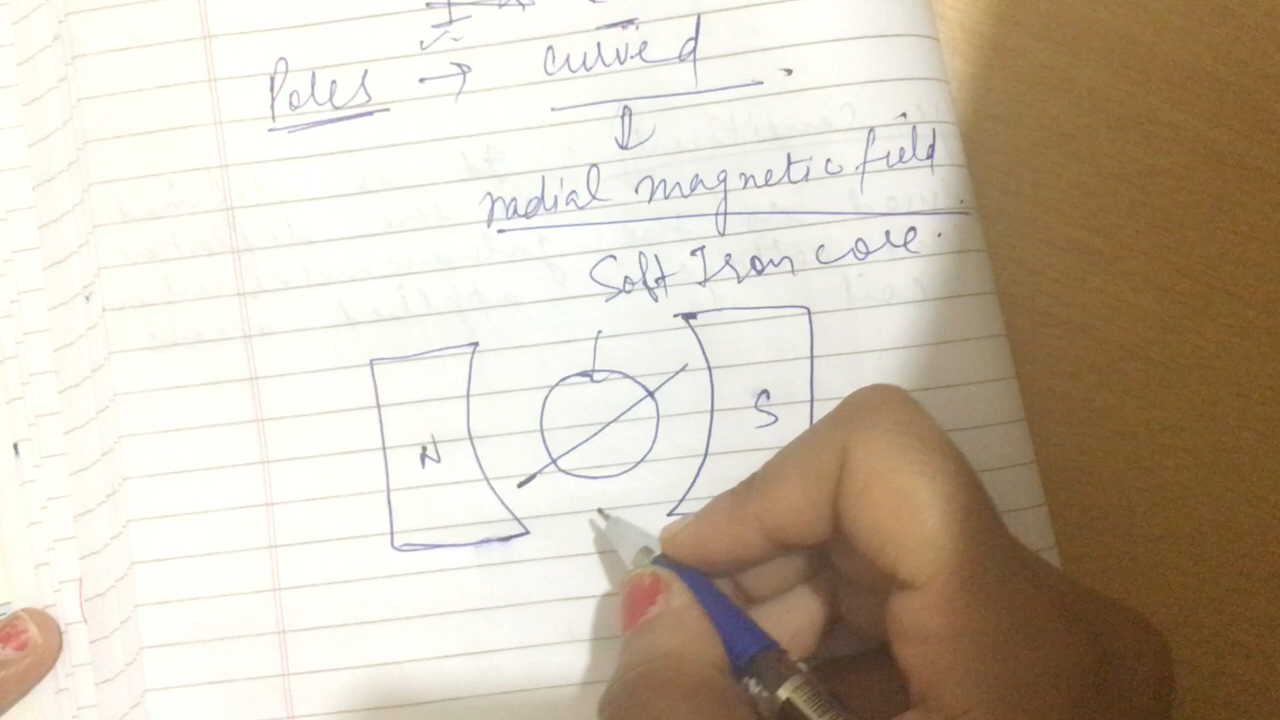 Poles → curved.
↓
radial magnetic field.
Soft Iron core.
N
S